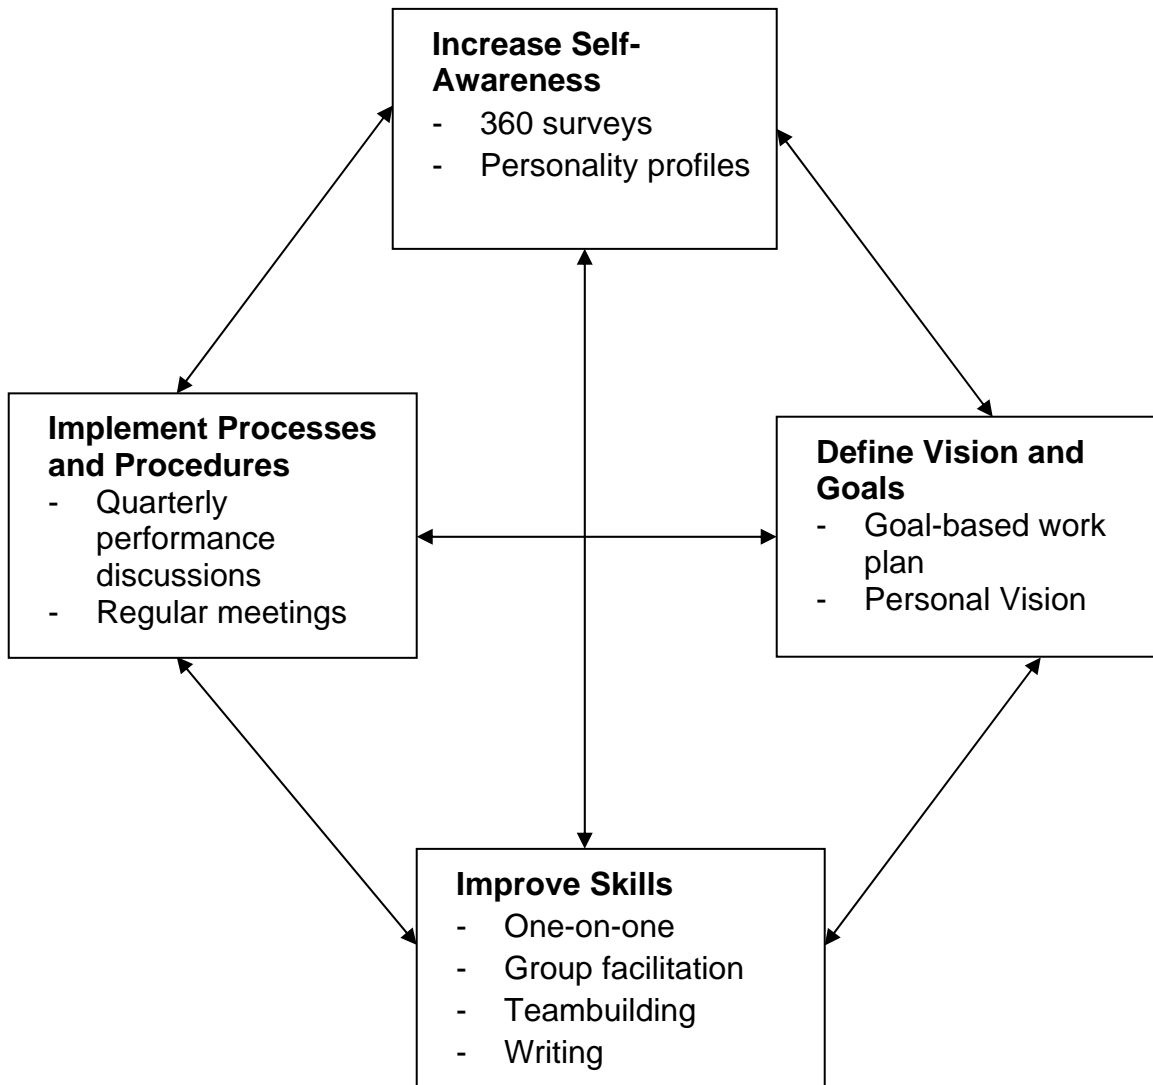 Increase Self-
Awareness
- 360 surveys
- Personality profiles
Implement Processes
and Procedures
- Quarterly
performance
discussions
- Regular meetings
Define Vision and
Goals
- Goal-based work
plan
- Personal Vision
Improve Skills
- One-on-one
- Group facilitation
- Teambuilding
- Writing